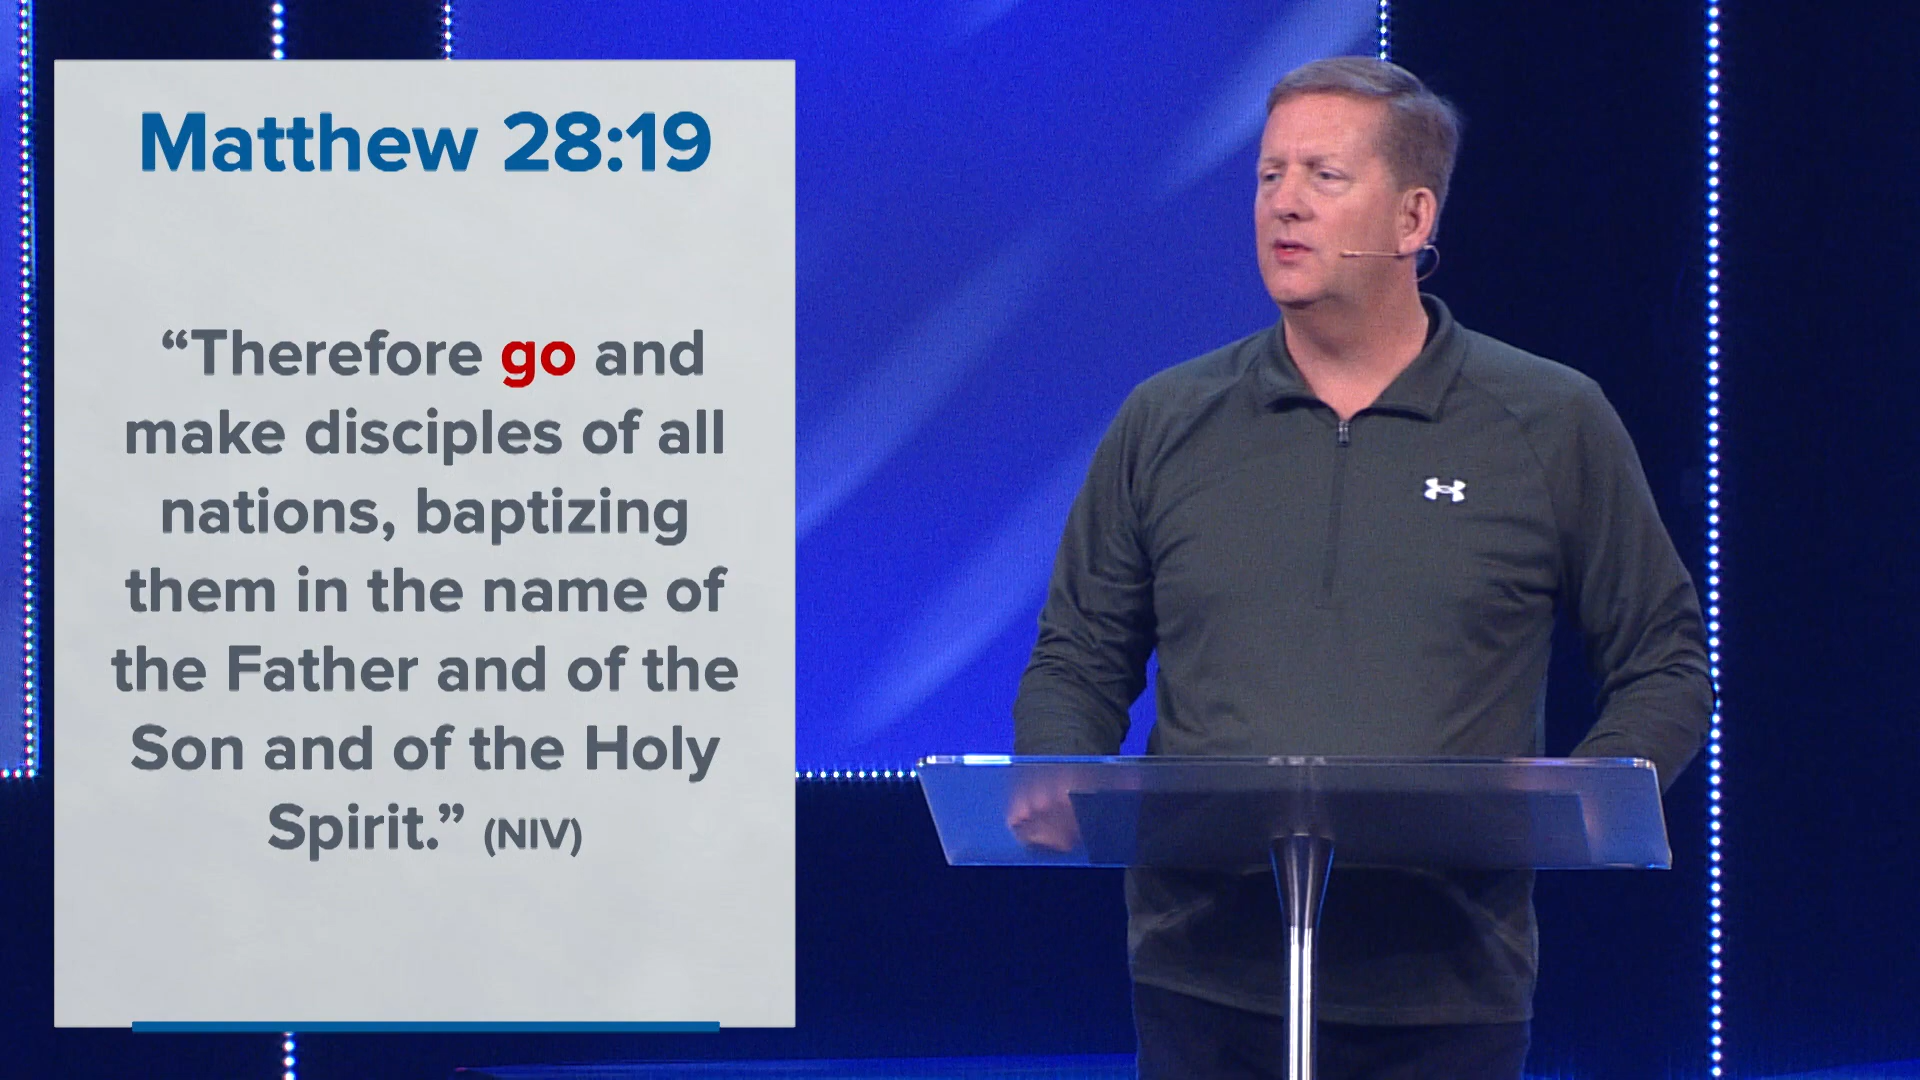 Matthew 28:19
“Therefore go and
make disciples of all
nations, baptizing
them in the name of
the Father and of the
Son and of the Holy
Spirit.” (NIV)